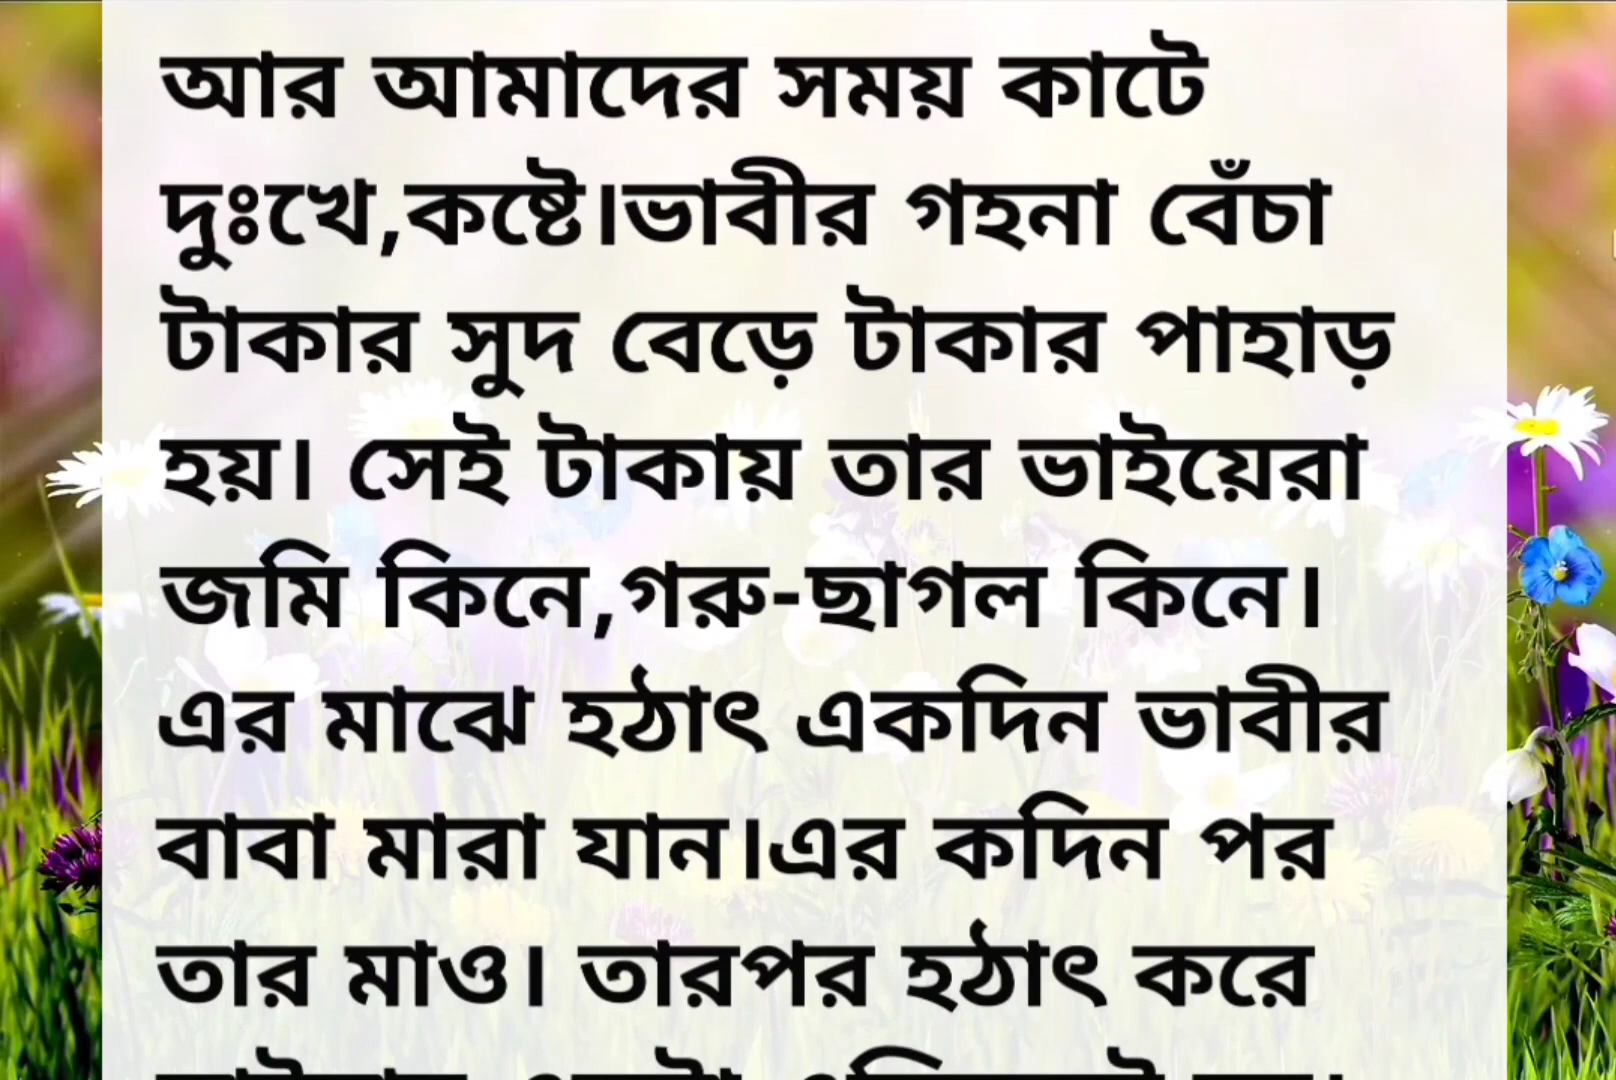 আর আমাদের সময় কাটে
দুঃখে,কষ্টে।ভাবীর গহনা বেঁচা
টাকার সুদ বেড়ে টাকার পাহাড়
হয়। সেই টাকায় তার ভাইয়েরা
জমি কিনে,গরু-ছাগল কিনে।
এর মাঝে হঠাৎ একদিন ভাবীর
বাবা মারা যান।এর কদিন পর
তার মাও। তারপর হঠাৎ করে